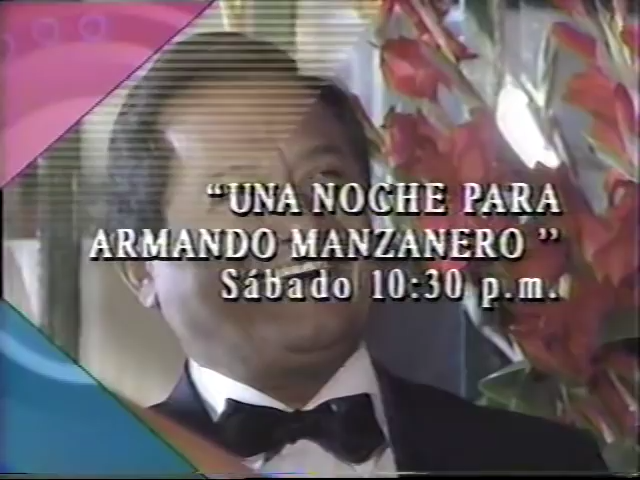 “UNA NOCHE PARA
ARMANDO MANZANERO ”
Sábado 10:30 p.m.